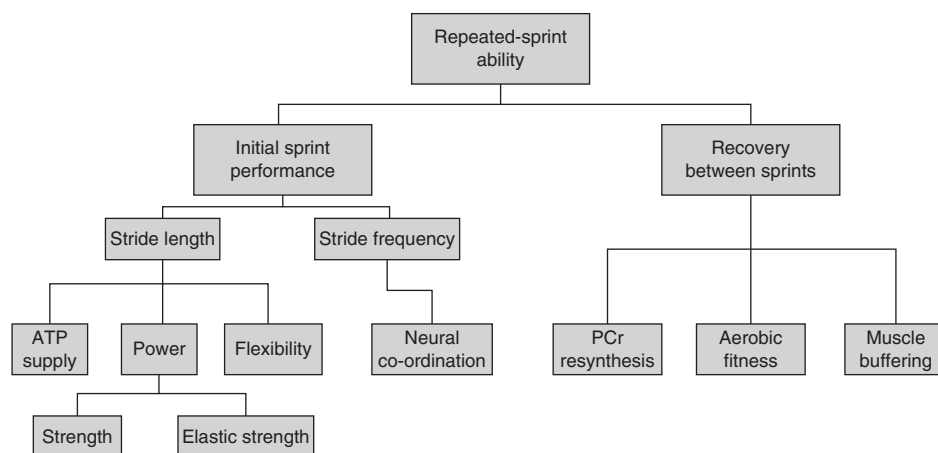 Repeated-sprint
ability
Initial sprint
performance
Recovery
between sprints
Stride length
Stride frequency
ATP
supply
Power
Flexibility
Neural
co-ordination
PCr
resynthesis
Aerobic
fitness
Muscle
buffering
Strength
Elastic strength